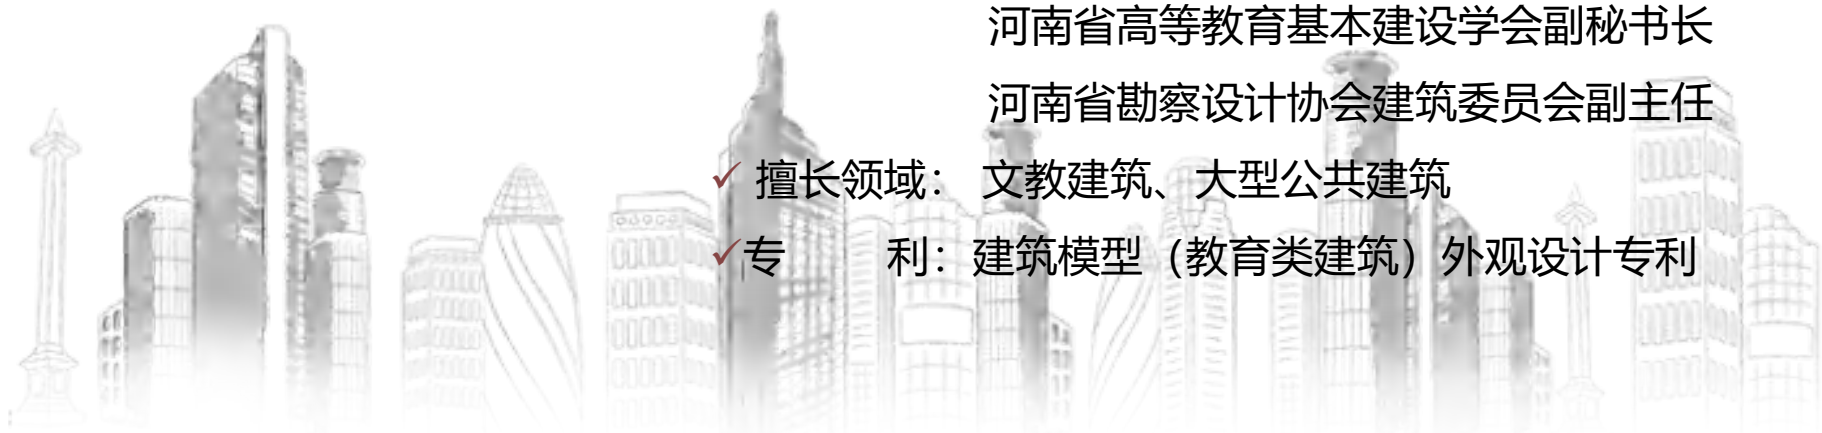 河南省高等教育基本建设学会副秘书长
河南省勘察设计协会建筑委员会副主任
✓ 擅长领域： 文教建筑、大型公共建筑
✓专　　利：建筑模型（教育类建筑）外观设计专利